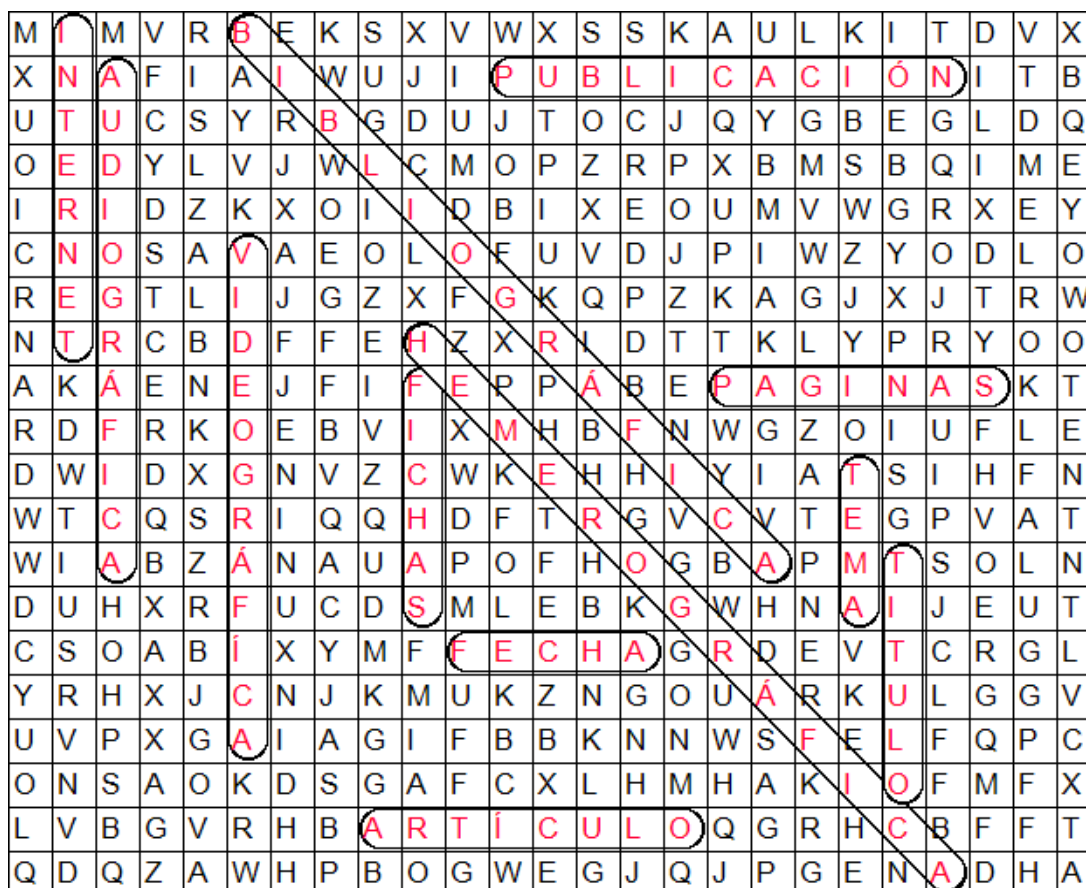 M I M V R B E K S X V W X S S K A U L K I T D V X
X N A F I A I W U J I P U B L I C A C I Ó N I T B
U T U C S Y R B G D U J T O C J Q Y G B E G L D Q
O E D Y L V J W L C M O P Z R P X B M S B Q I M E
I R I D Z K X O I I D B I X E O U M V W G R X E Y
C N O S A V A E O L O F U V D J P I W Z Y O D L O
R E G T L I J G Z X F G K Q P Z K A G J X J T R W
N T R C B D F F E H Z X R I D T T K L Y P R Y O O
A K Á E N E J F I F E P P Á B E P A G I N A S K T
R D F R K O E B V I X M H B F N W G Z O I U F L E
D W I D X G N V Z C W K E H H I Y I A T S I H F N
W T C Q S R I Q Q H D F T R G V C V T E G P V A T
W I A B Z Á N A U A P O F H O G B A P M T S O L N
D U H X R F U C D S M L E B K G W H N A I J E U T
C S O A B Í X Y M F F E C H A G R D E V T C R G L
Y R H X J C N J K M U K Z N G O U Á R K U L G G V
U V P X G A I A G I F B B K N N W S F E L F Q P C
O N S A O K D S G A F C X L H M H A K I O F M F X
L V B G V R H B A R T Í C U L O Q G R H C B F F T
Q D Q Z A W H P B O G W E G J Q J P G E N A D H A